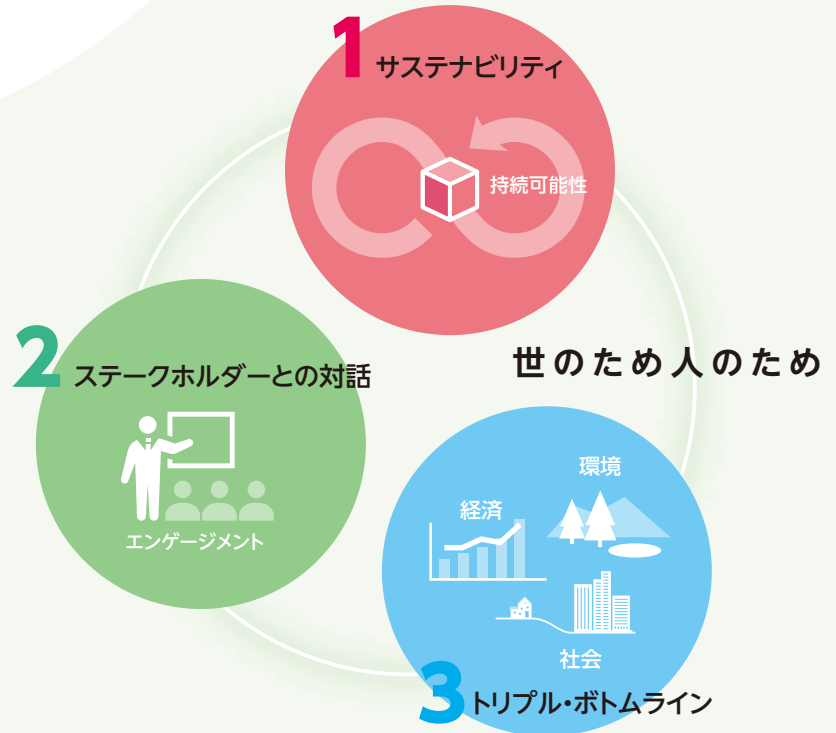 1 サステナビリティ
持続可能性
2 ステークホルダーとの対話
エンゲージメント
世のため人のため
環境
経済
社会
3 トリプル・ボトムライン